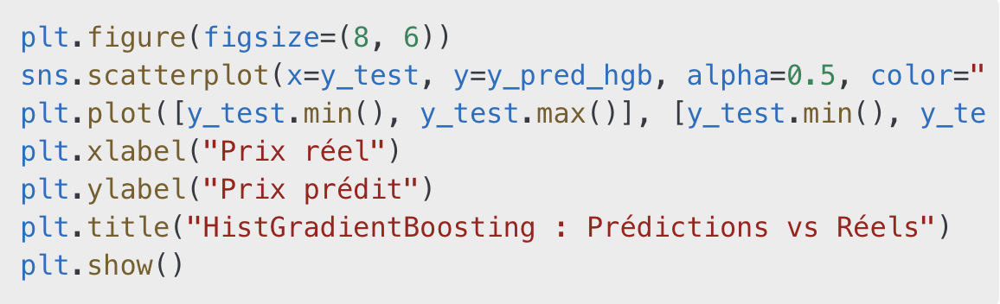 plt.figure(figsize=(8, 6))
sns.scatterplot(x=y_test, y=y_pred_hgb, alpha=0.5, color="
plt.plot([y_test.min(), y_test.max()], [y_test.min(), y_te
plt.xlabel("Prix réel")
plt.ylabel("Prix prédit")
plt.title("HistGradientBoosting : Prédictions vs Réels")
plt.show()